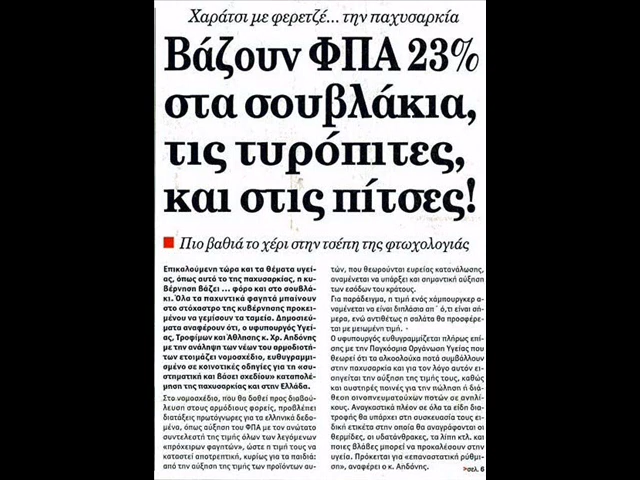 Χαράτσι με φερετζέ... την παχυσαρκία
Βάζουν ΦΠΑ 23%
στα σουβλάκια,
τις τυρόπιτες,
και στις πίτσες!
Πιο βαθιά το χέρι στην τσέπη της φτωχολογιάς
Επικαλούμενη τώρα και τα θέματα υγεί-
ας, όπως αυτό το της παχυσαρκίας, η κυ-
βέρνηση βάζει ... φόρο και στο σουβλά-
κι. Όλα τα παχυντικά φαγητά μπαίνουν
στο στόχαστρο της κυβέρνησης προκει-
μένου να γεμίσουν τα ταμεία. Δημοσιεύ-
ματα αναφέρουν ότι, ο υφυπουργός Υγεί-
ας, Τροφίμων και Άθλησης κ. Χρ. Αηδόνης
με την ανάληψη των νέων του αρμοδιοτή-
των ετοιμάζει νομοσχέδιο, ευθυγραμμι-
σμένο σε κοινοτικές οδηγίες για τη «συ-
στηματική και βάσει σχεδίου» καταπολέ-
μηση της παχυσαρκίας και στην Ελλάδα.
Στο νομοσχέδιο, που θα δοθεί προς διαβού-
λευση στους αρμόδιους φορείς, προβλέπει
διατάξεις πρωτόγνωρες για τα ελληνικά δεδο-
μένα, όπως αύξηση του ΦΠΑ με τον ανώτατο
συντελεστή της τιμής όλων των λεγόμενων
«πρόχειρων φαγητών», ώστε η τιμή τους να
καταστεί αποτρεπτική, κυρίως για τα παιδιά:
από την αύξηση της τιμής των προϊόντων αυ-
τών, που θεωρούνται ευρείας κατανάλωσης,
αναμένεται να υπάρξει και σημαντική αύξηση
των εσόδων του κράτους.
Για παράδειγμα, η τιμή ενός χάμπουργκερ α-
ναμένεται να είναι διπλάσια απ΄ ό,τι είναι σή-
μερα, ενώ αντιθέτως η σαλάτα θα προσφέρε-
ται με μειωμένη τιμή.
Ο υφυπουργός ευθυγραμμίζεται πλήρως επί-
σης με την Παγκόσμια Οργάνωση Υγείας που
θεωρεί ότι τα αλκοολούχα ποτά συμβάλλουν
στην παχυσαρκία και για τον λόγο αυτόν ει-
σηγείται την αύξηση της τιμής τους, καθώς
και αυστηρές ποινές για την πώληση ή διά-
θεση οινοπνευματωδών ποτών σε ανηλί-
κους. Αναγκαστικά πλέον σε όλα τα είδη δια-
τροφής θα υπάρχει στη συσκευασία τους ει-
δική ετικέτα στην οποία θα αναγράφονται οι
θερμίδες, οι υδατάνθρακες, τα λίπη κτλ. και
ποιες βλάβες μπορεί να προκαλέσουν στην
υγεία. Πρόκειται για «επαναστατική ρύθμι-
ση», αναφέρει ο κ. Αηδόνης.
>σελ. 6